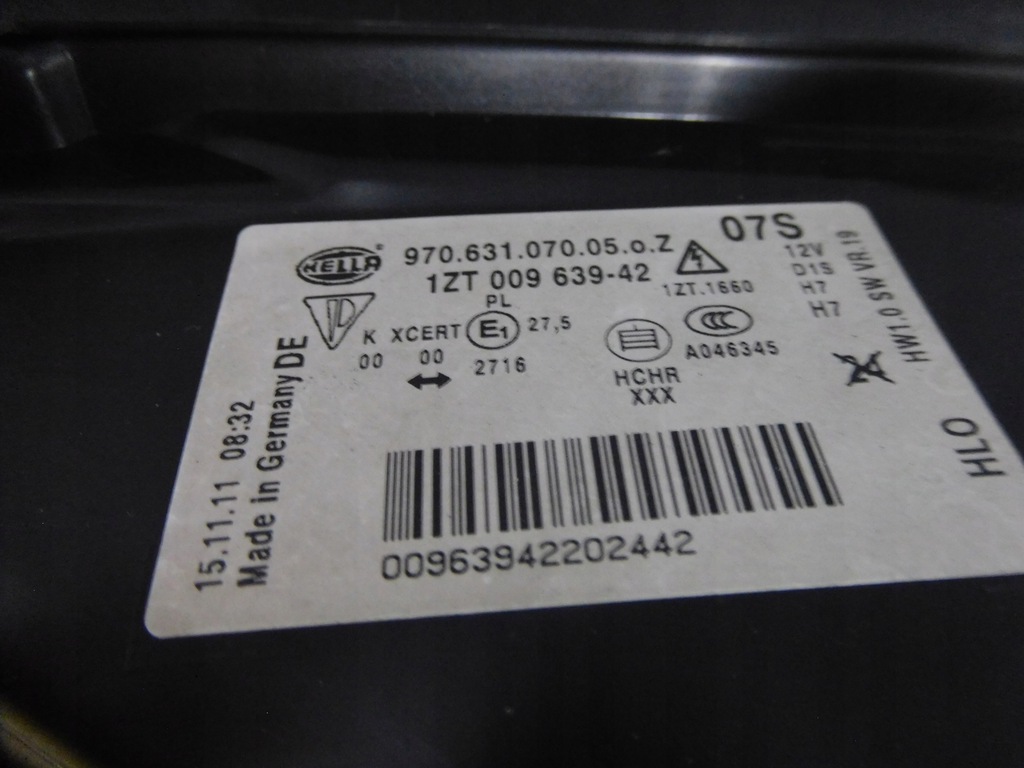 HELLA
970.631.070.05.o.Z
07S
1ZT 009 639-42
1ZT.1660
12V
D1S
H7
H7
HW1.0 SW VR.19
PL
K XCERT E1 27,5
00 00 2716
CCC
A046345
HCHR
XXX
HLO
15.11.11 08:32
Made in Germany DE
00963942202442